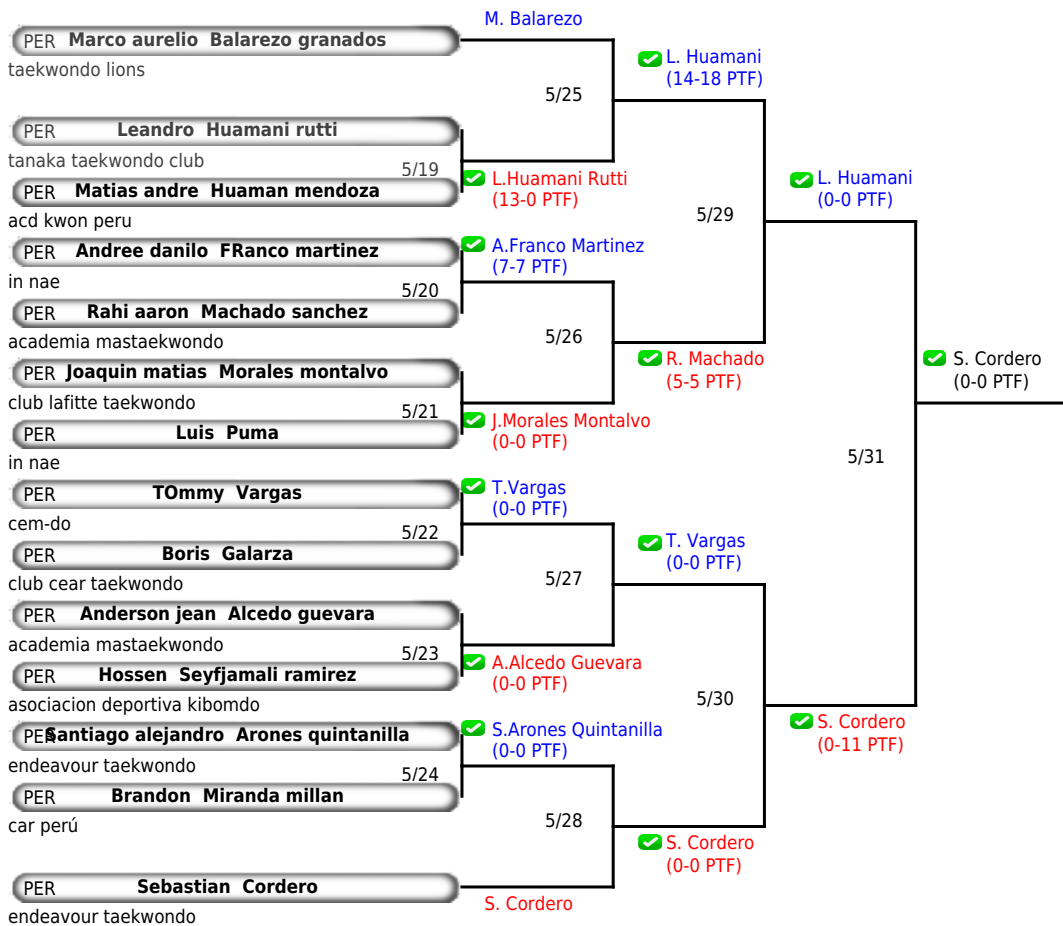 M. Balarezo
PER Marco aurelio Balarezo granados
taekwondo lions
L. Huamani
(14-18 PTF)
5/25
PER Leandro Huamani rutti
tanaka taekwondo club
5/19
L.Huamani Rutti
(13-0 PTF)
PER Matias andre Huaman mendoza
acd kwon peru
L. Huamani
(0-0 PTF)
5/29
PER Andree danilo FRanco martinez
in nae
A.Franco Martinez
(7-7 PTF)
5/20
PER Rahi aaron Machado sanchez
academia mastaekwondo
5/26
R. Machado
(5-5 PTF)
PER Joaquin matias Morales montalvo
club lafitte taekwondo
5/21
J.Morales Montalvo
(0-0 PTF)
PER Luis Puma
in nae
S. Cordero
(0-0 PTF)
5/31
PER TOmmy Vargas
cem-do
T.Vargas
(0-0 PTF)
5/22
PER Boris Galarza
club cear taekwondo
T. Vargas
(0-0 PTF)
5/27
PER Anderson jean Alcedo guevara
academia mastaekwondo
5/23
A.Alcedo Guevara
(0-0 PTF)
PER Hossen Seyfjamali ramirez
asociacion deportiva kibomdo
5/30
S. Cordero
(0-11 PTF)
PER Santiago alejandro Arones quintanilla
endeavour taekwondo
S.Arones Quintanilla
(0-0 PTF)
5/24
PER Brandon Miranda millan
car perú
5/28
S. Cordero
(0-0 PTF)
PER Sebastian Cordero
endeavour taekwondo
S. Cordero